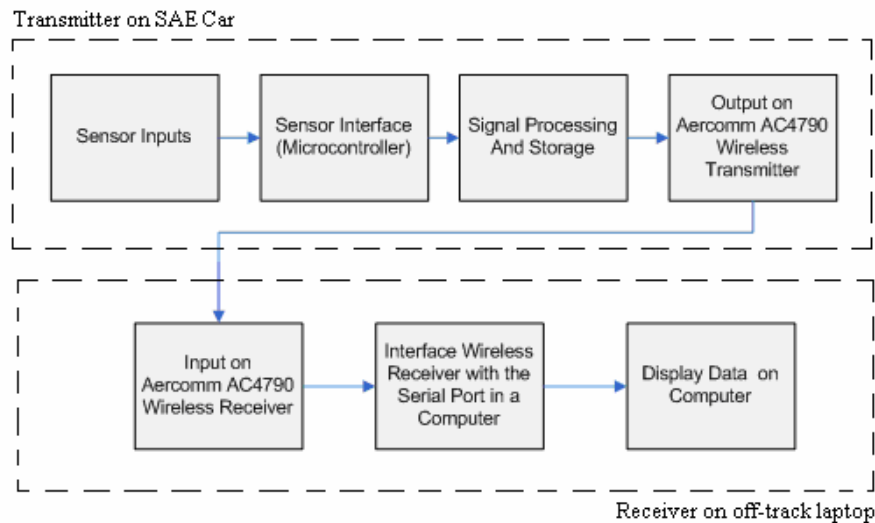 Transmitter on SAE Car
Sensor Inputs
Sensor Interface
(Microcontroller)
Signal Processing
And Storage
Output on
Aercomm AC4790
Wireless
Transmitter
Input on
Aercomm AC4790
Wireless Receiver
Interface Wireless
Receiver with the
Serial Port in a
Computer
Display Data on
Computer
Receiver on off-track laptop